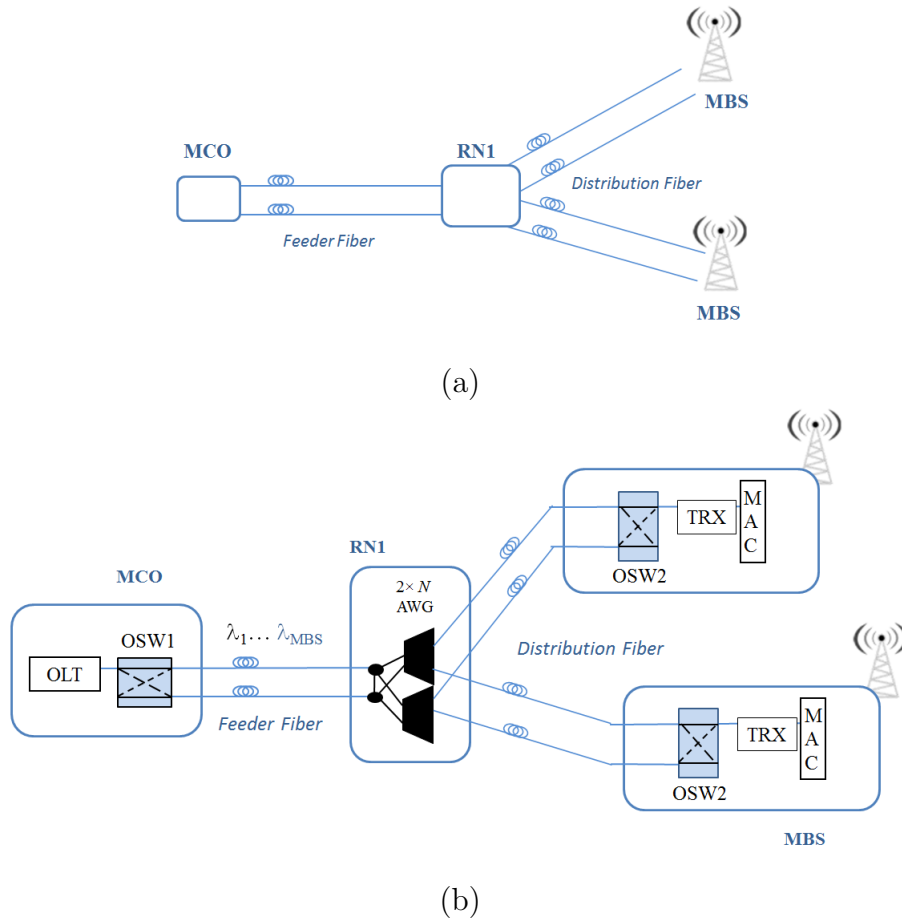 MBS
MCO
RN1
Distribution Fiber
Feeder Fiber
MBS
(a)
RN1
MCO
2× N
AWG
OSW1
λ1… λMBS
OLT
Feeder Fiber
Distribution Fiber
TRX
M
A
C
OSW2
TRX
M
A
C
OSW2
MBS
(b)